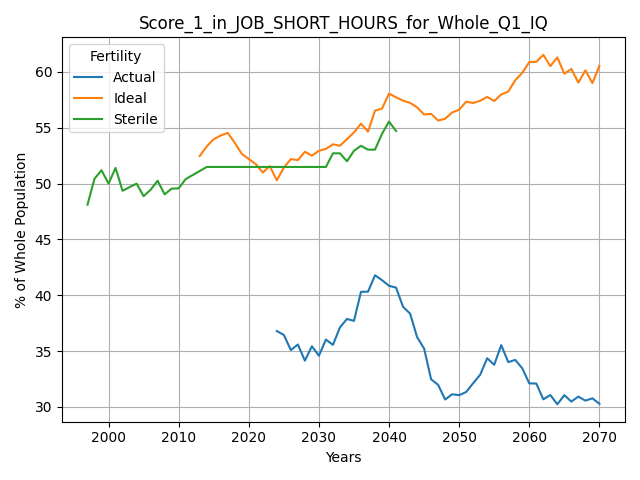 Score_1_in_JOB_SHORT_HOURS_for_Whole_Q1_IQ
Fertility
Actual
Ideal
Sterile
% of Whole Population
60
55
50
45
40
35
30
2000 2010 2020 2030 2040 2050 2060 2070
Years